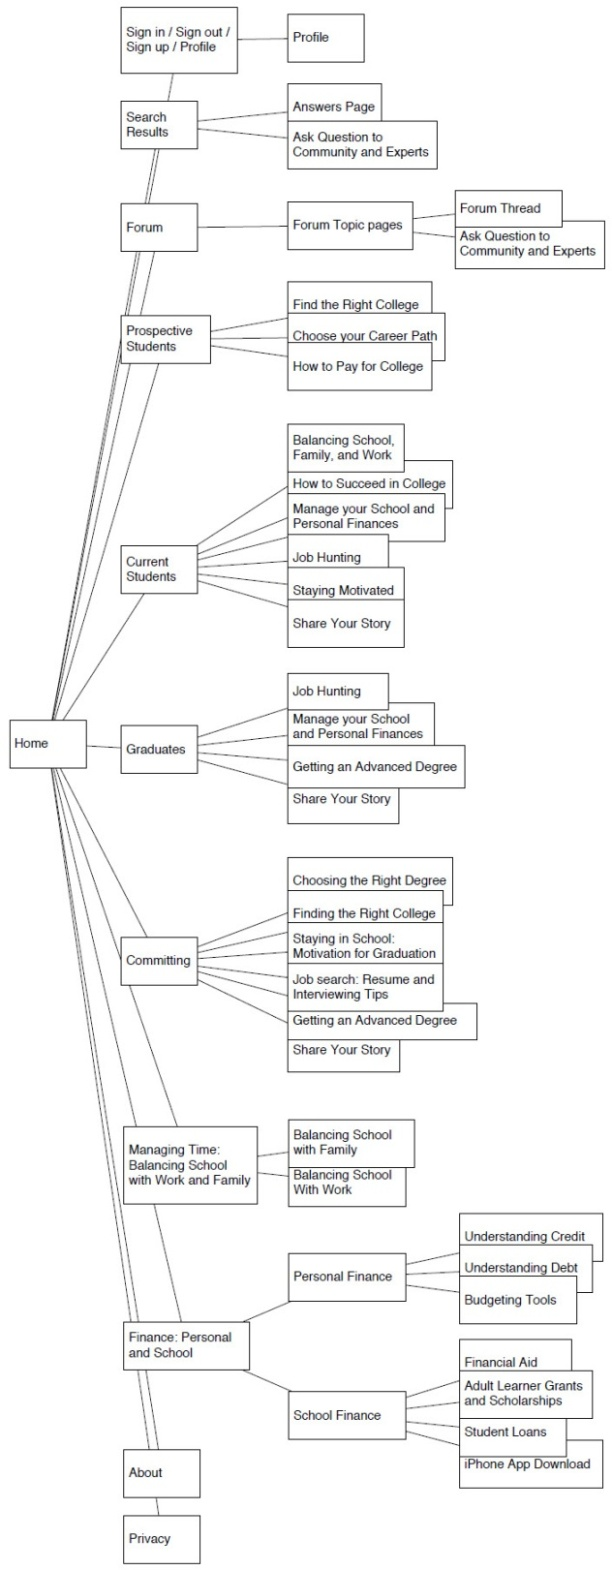 Sign in / Sign out /
Sign up / Profile
Profile
Search
Results
Answers Page
Ask Question to
Community and Experts
Forum
Forum Topic pages
Forum Thread
Ask Question to
Community and Experts
Prospective
Students
Find the Right College
Choose your Career Path
How to Pay for College
Current
Students
Balancing School,
Family, and Work
How to Succeed in College
Manage your School and
Personal Finances
Job Hunting
Staying Motivated
Share Your Story
Home
Graduates
Job Hunting
Manage your School
and Personal Finances
Getting an Advanced Degree
Share Your Story
Committing
Choosing the Right Degree
Finding the Right College
Staying in School:
Motivation for Graduation
Job search: Resume and
Interviewing Tips
Getting an Advanced Degree
Share Your Story
Managing Time:
Balancing School
with Work and Family
Balancing School
with Family
Balancing School
With Work
Finance: Personal
and School
Personal Finance
Understanding Credit
Understanding Debt
Budgeting Tools
School Finance
Financial Aid
Adult Learner Grants
and Scholarships
Student Loans
iPhone App Download
About
Privacy